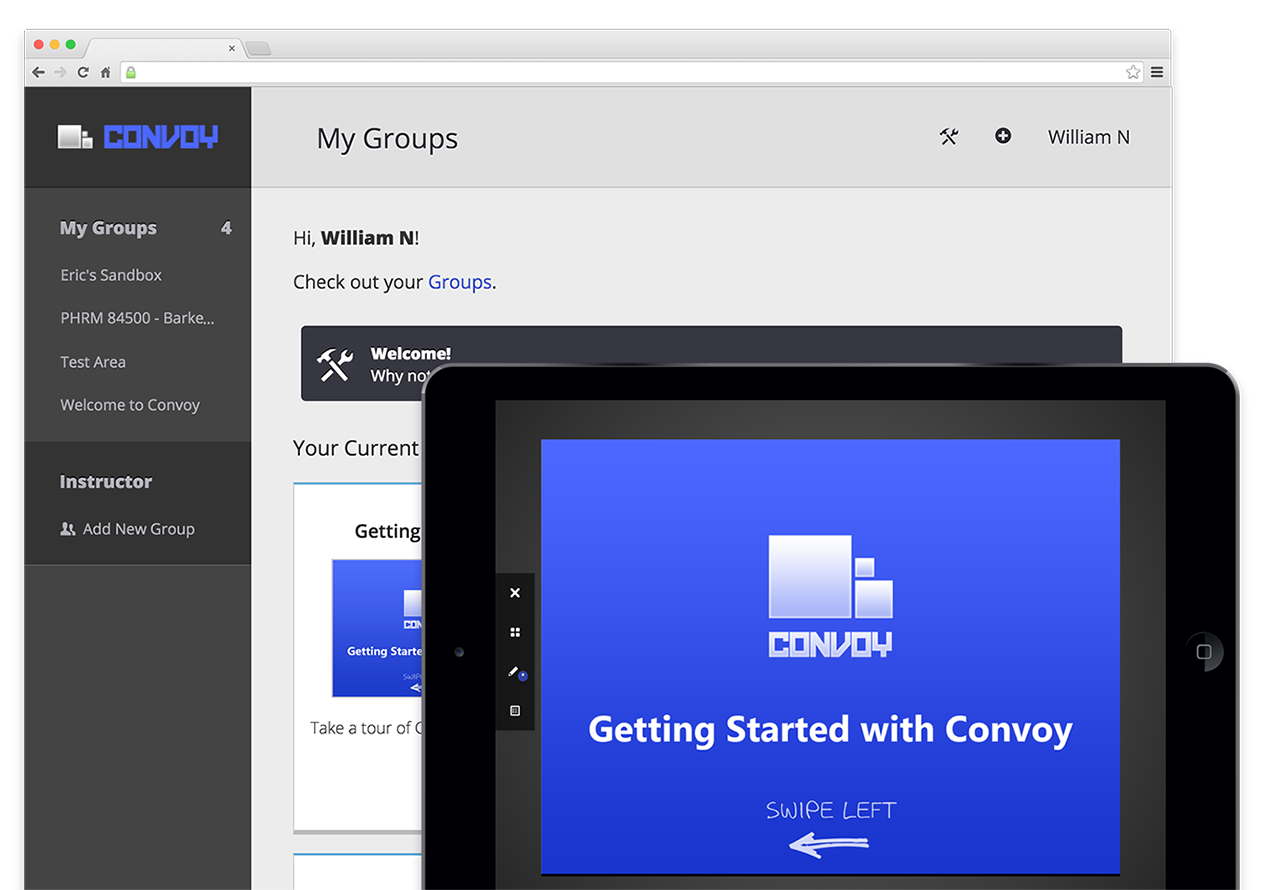 CONVOY
My Groups
William N
My Groups 4
Eric's Sandbox
PHRM 84500 - Barke...
Test Area
Welcome to Convoy
Instructor
Add New Group
Hi, William N!
Check out your Groups.
Welcome!
Why not
Your Current
Getting
CON
Getting Starte
SWIP
Take a tour of
CONVOY
Getting Started with Convoy
SWIPE LEFT